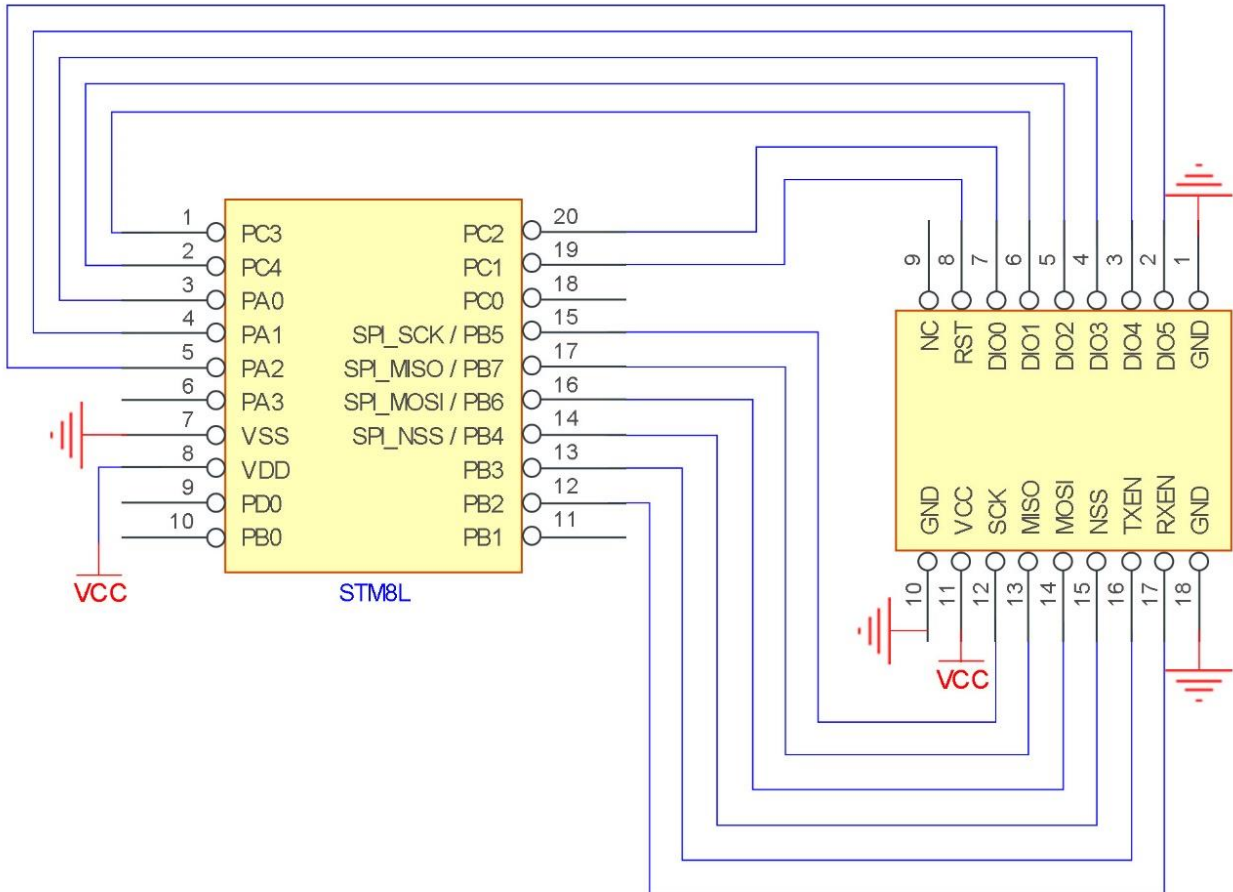 1 PC3 PC2 20
2 PC4 PC1 19
3 PA0 PC0 18
4 PA1 SPI_SCK / PB5 15
5 PA2 SPI_MISO / PB7 17
6 PA3 SPI_MOSI / PB6 16
7 VSS SPI_NSS / PB4 14
8 VDD PB3 13
9 PD0 PB2 12
10 PB0 PB1 11
VCC
STM8L
9 8 7 6 5 4 3 2 1
NC RST DIO0 DIO1 DIO2 DIO3 DIO4 DIO5 GND
GND VCC SCK MISO MOSI NSS TXEN RXEN GND
10 11 12 13 14 15 16 17 18
VCC